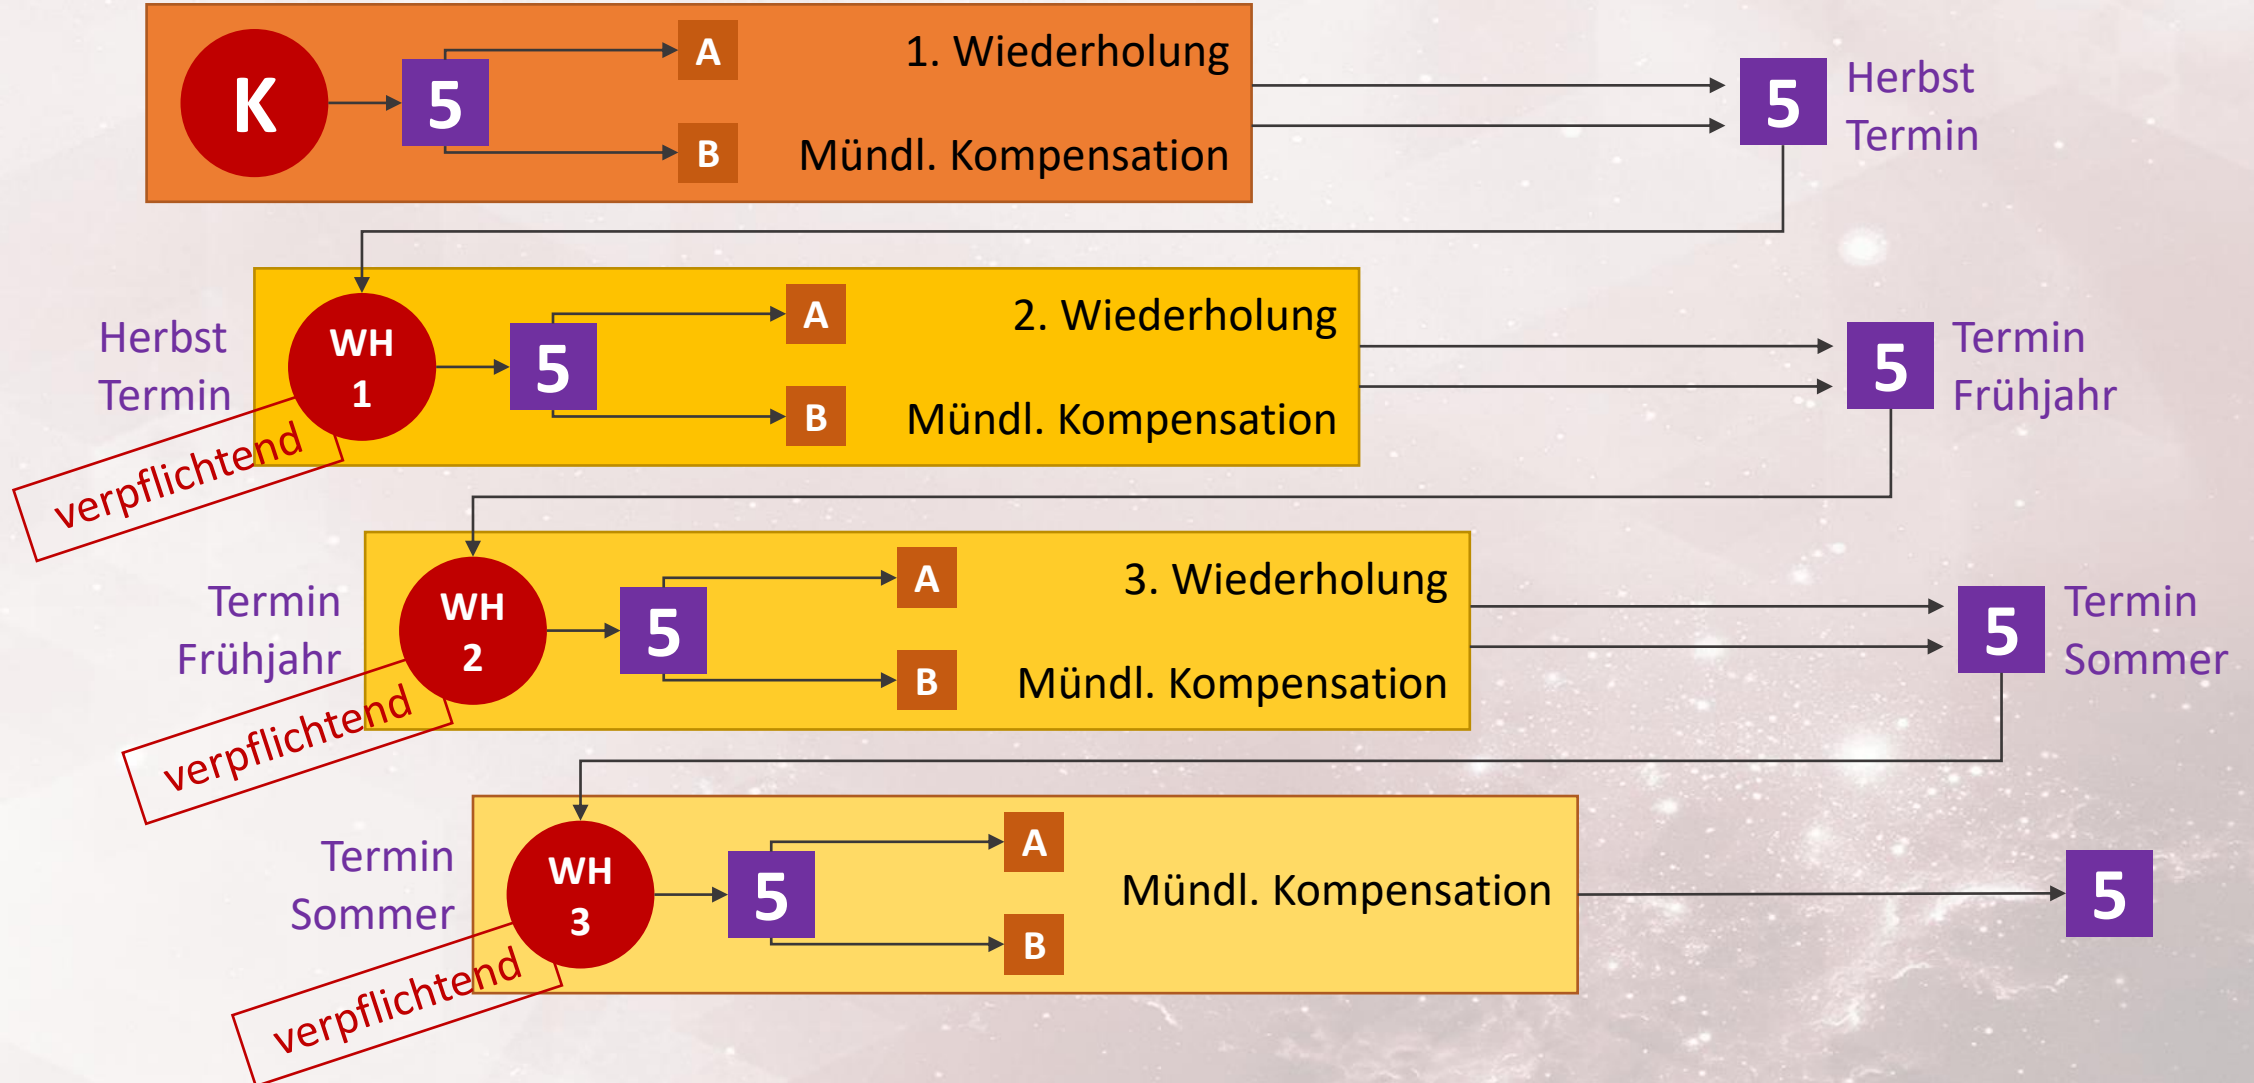 K
5
A
1. Wiederholung
B
Mündl. Kompensation
5
Herbst
Termin
Herbst
Termin
WH
1
verpflichtend
5
A
2. Wiederholung
B
Mündl. Kompensation
5
Termin
Frühjahr
Termin
Frühjahr
WH
2
verpflichtend
5
A
3. Wiederholung
B
Mündl. Kompensation
5
Termin
Sommer
Termin
Sommer
WH
3
verpflichtend
5
A
B
Mündl. Kompensation
5